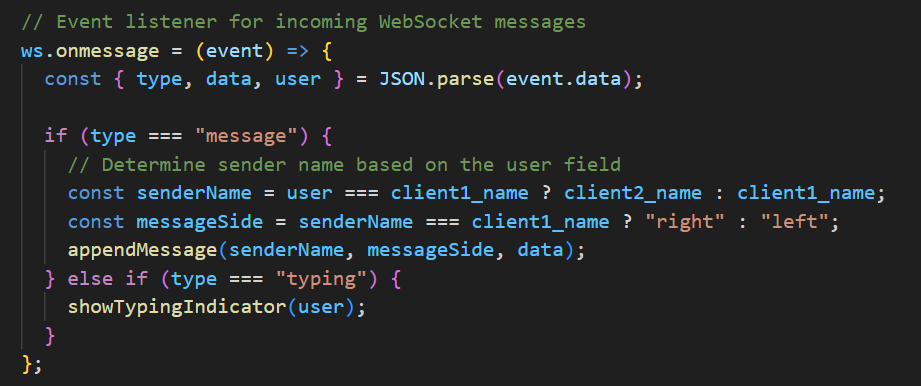 // Event listener for incoming WebSocket messages
ws.onmessage = (event) => {
  const { type, data, user } = JSON.parse(event.data);

  if (type === "message") {
    // Determine sender name based on the user field
    const senderName = user === client1_name ? client2_name : client1_name;
    const messageSide = senderName === client1_name ? "right" : "left";
    appendMessage(senderName, messageSide, data);
  } else if (type === "typing") {
    showTypingIndicator(user);
  }
};